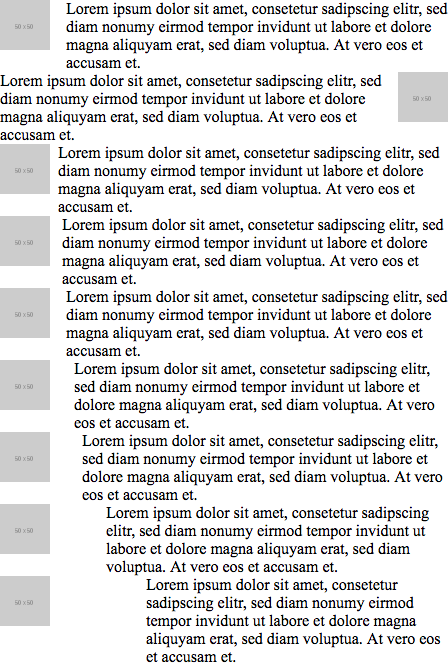 50 x 50
Lorem ipsum dolor sit amet, consetetur sadipscing elitr, sed
diam nonumy eirmod tempor invidunt ut labore et dolore
magna aliquyam erat, sed diam voluptua. At vero eos et
accusam et.
Lorem ipsum dolor sit amet, consetetur sadipscing elitr, sed
diam nonumy eirmod tempor invidunt ut labore et dolore
magna aliquyam erat, sed diam voluptua. At vero eos et
accusam et.
50 x 50
50 x 50
Lorem ipsum dolor sit amet, consetetur sadipscing elitr, sed
diam nonumy eirmod tempor invidunt ut labore et dolore
magna aliquyam erat, sed diam voluptua. At vero eos et
accusam et.
50 x 50
Lorem ipsum dolor sit amet, consetetur sadipscing elitr, sed
diam nonumy eirmod tempor invidunt ut labore et dolore
magna aliquyam erat, sed diam voluptua. At vero eos et
accusam et.
50 x 50
Lorem ipsum dolor sit amet, consetetur sadipscing elitr, sed
diam nonumy eirmod tempor invidunt ut labore et dolore
magna aliquyam erat, sed diam voluptua. At vero eos et
accusam et.
50 x 50
Lorem ipsum dolor sit amet, consetetur sadipscing elitr,
sed diam nonumy eirmod tempor invidunt ut labore et
dolore magna aliquyam erat, sed diam voluptua. At vero
eos et accusam et.
50 x 50
Lorem ipsum dolor sit amet, consetetur sadipscing elitr,
sed diam nonumy eirmod tempor invidunt ut labore et
dolore magna aliquyam erat, sed diam voluptua. At vero
eos et accusam et.
50 x 50
Lorem ipsum dolor sit amet, consetetur sadipscing
elitr, sed diam nonumy eirmod tempor invidunt ut
labore et dolore magna aliquyam erat, sed diam
voluptua. At vero eos et accusam et.
50 x 50
Lorem ipsum dolor sit amet, consetetur
sadipscing elitr, sed diam nonumy eirmod
tempor invidunt ut labore et dolore magna
aliquyam erat, sed diam voluptua. At vero eos
et accusam et.